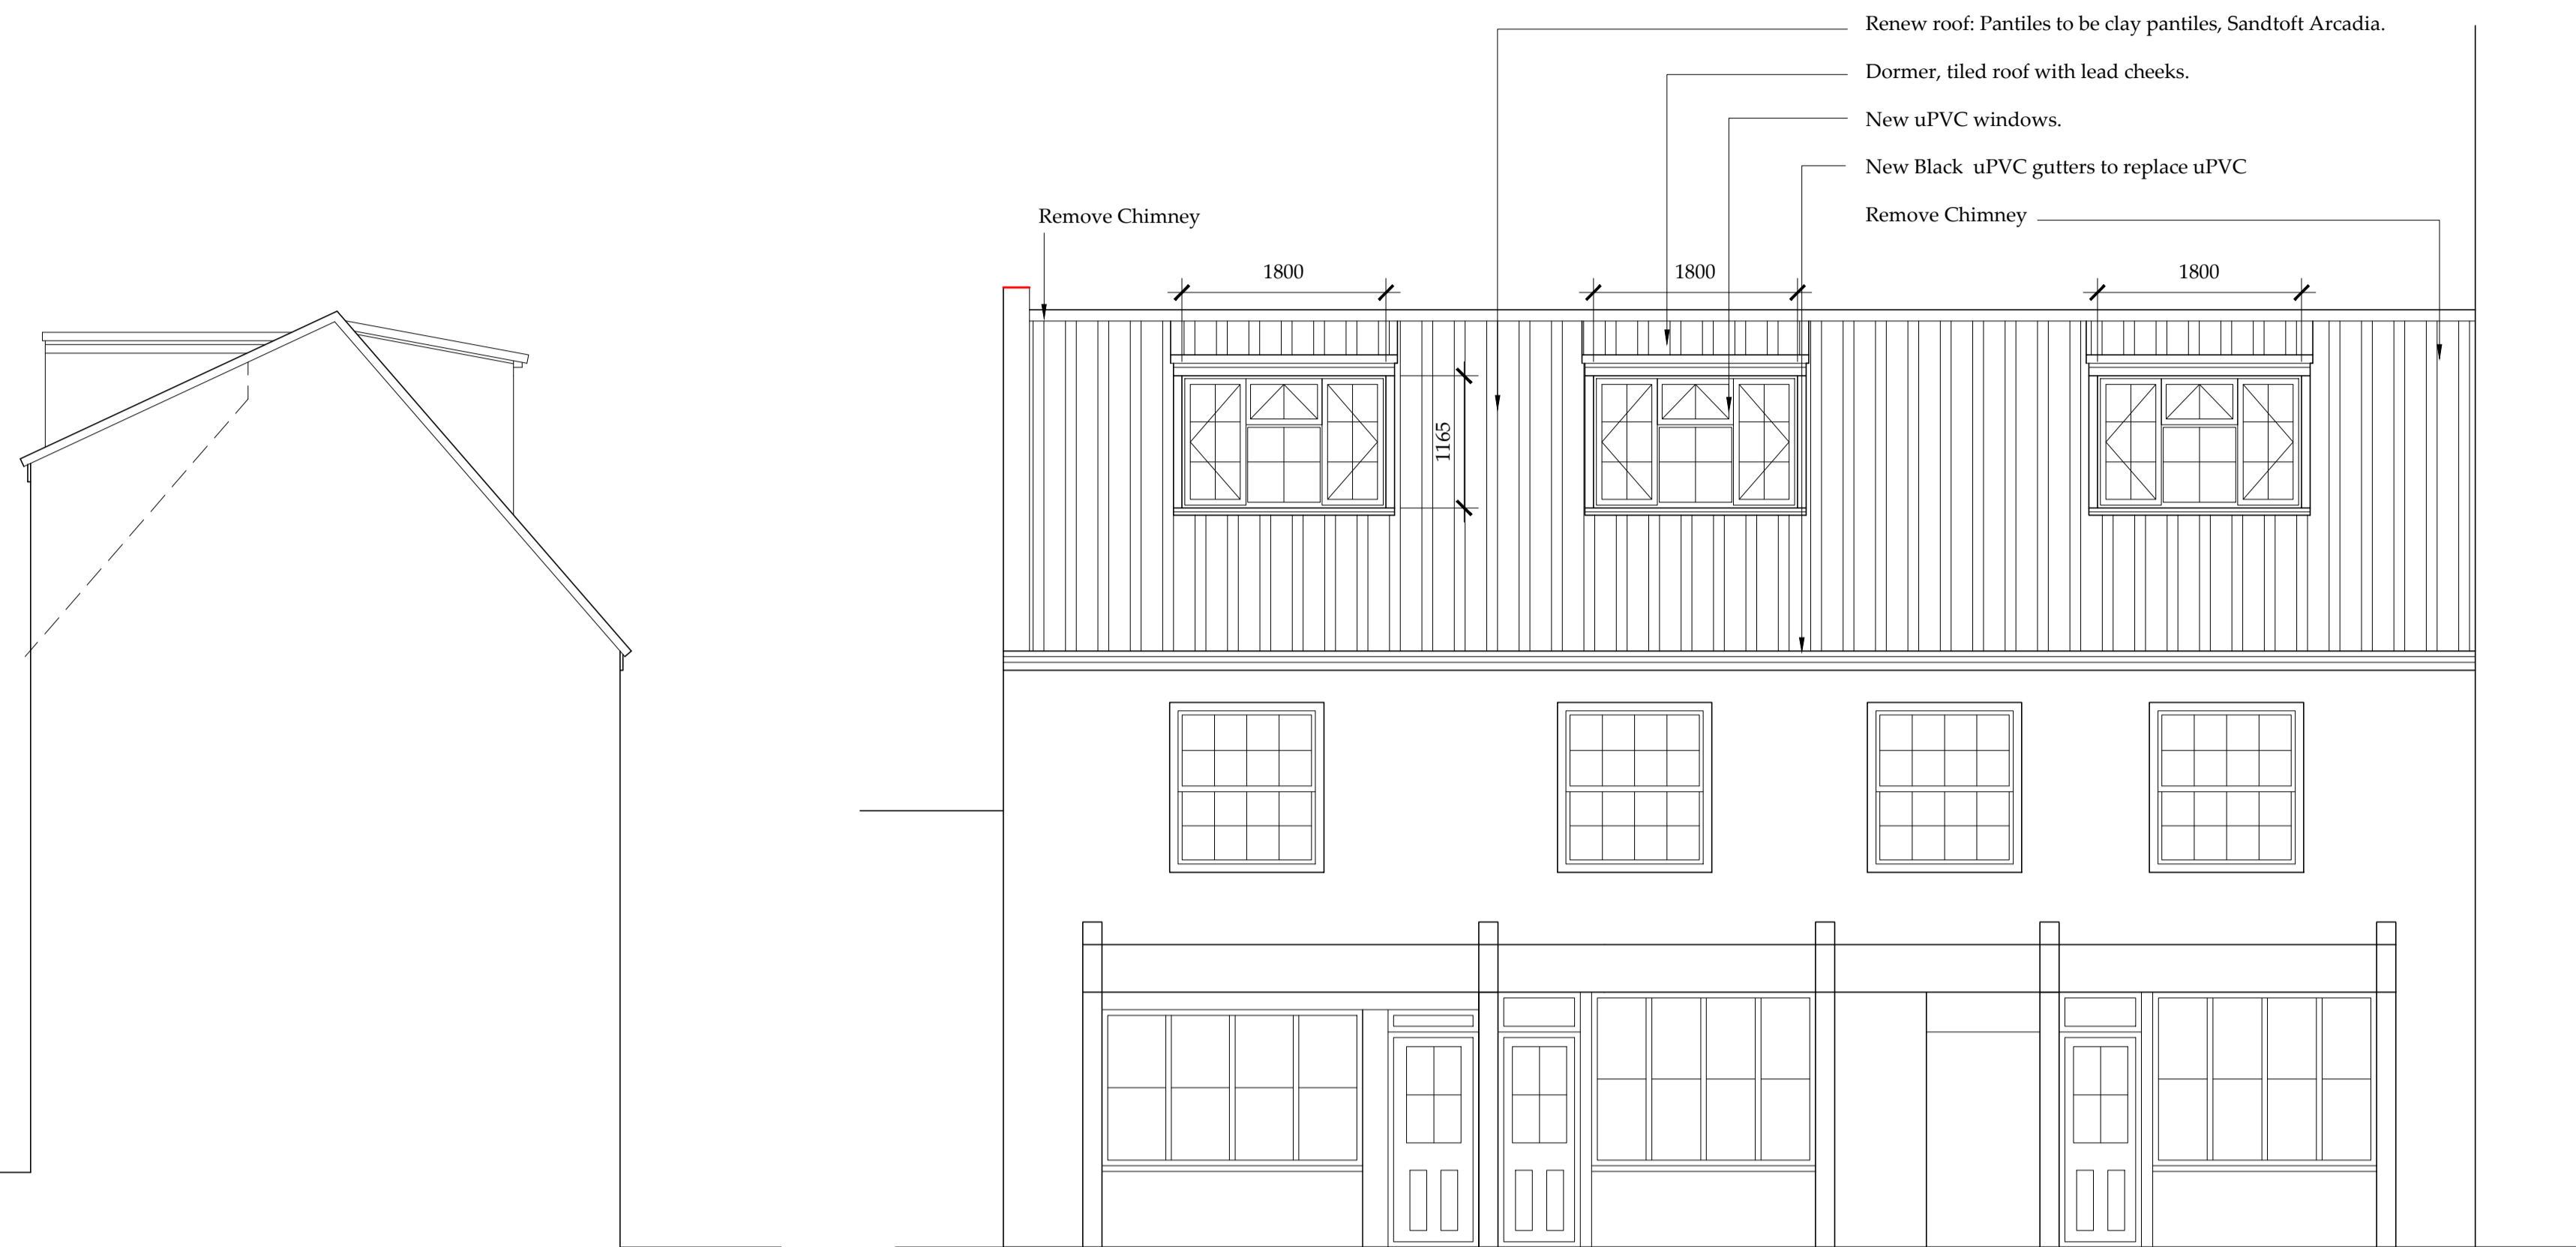 Renew roof: Pantiles to be clay pantiles, Sandtoft Arcadia.
Dormer, tiled roof with lead cheeks.
New uPVC windows.
New Black uPVC gutters to replace uPVC
Remove Chimney
Remove Chimney
1800
1800
1800
1165